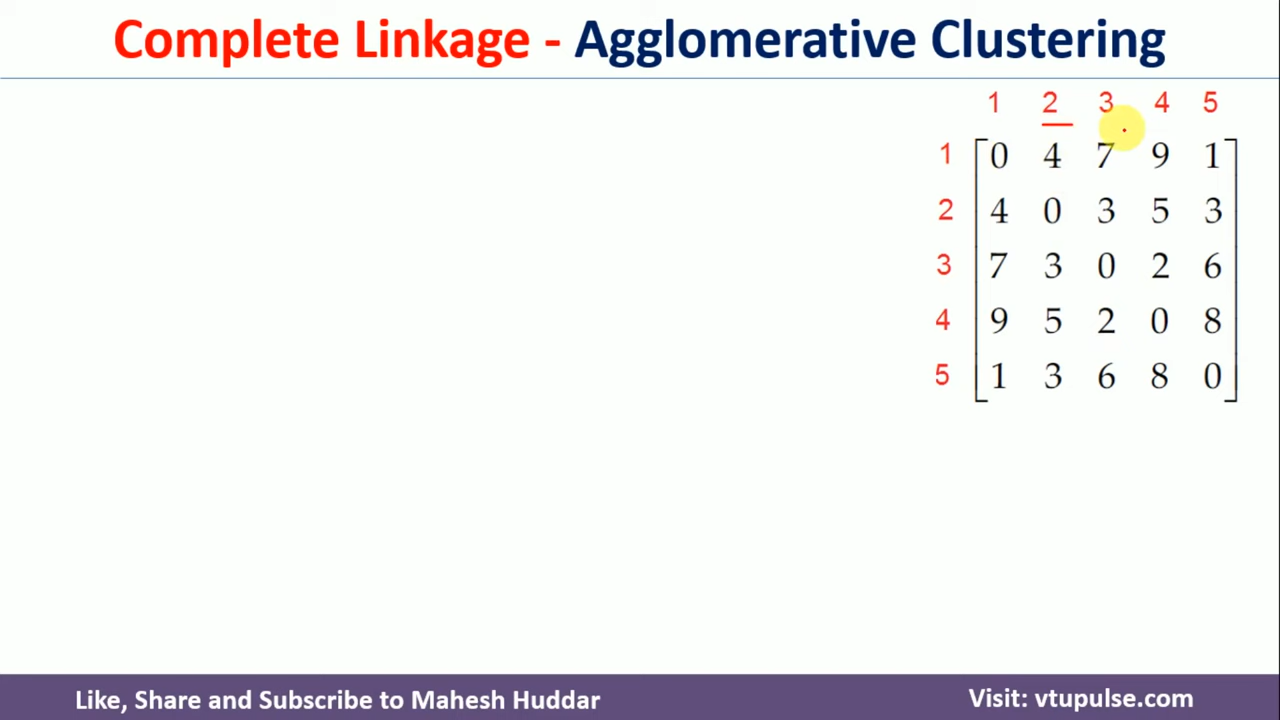 Complete Linkage - Agglomerative Clustering
1 2 3 4 5
1 0 4 7 9 1
2 4 0 3 5 3
3 7 3 0 2 6
4 9 5 2 0 8
5 1 3 6 8 0
Like, Share and Subscribe to Mahesh Huddar
Visit: vtupulse.com